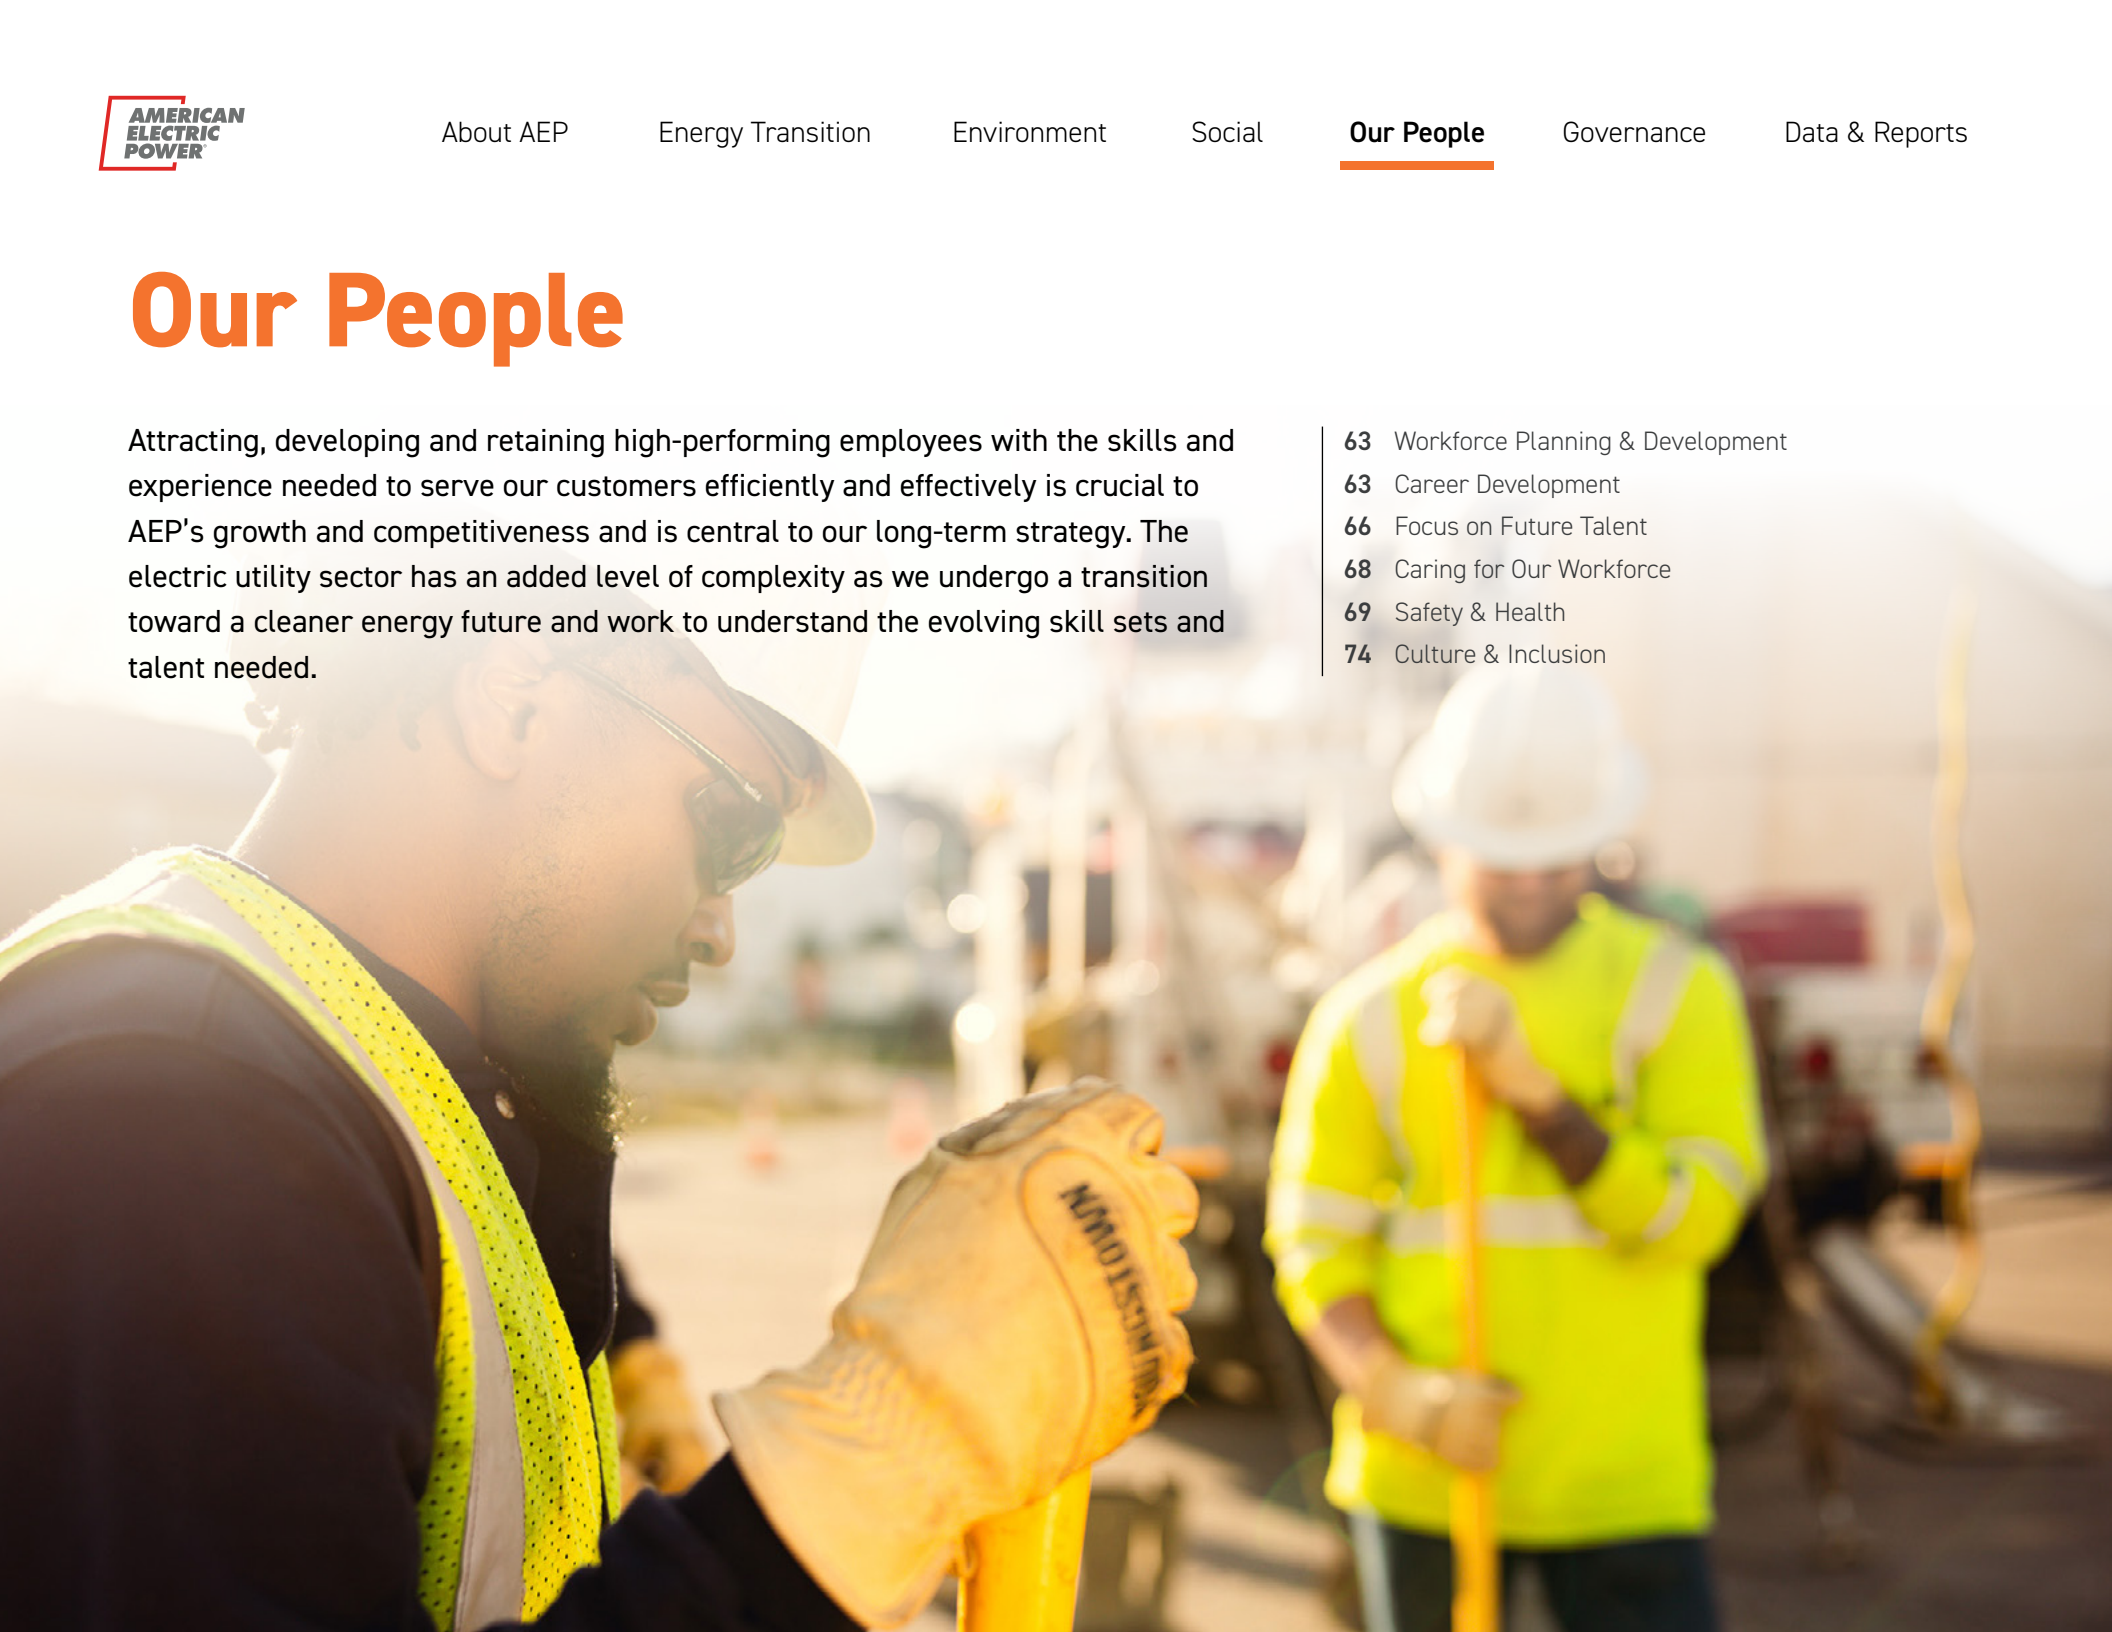 AMERICAN
ELECTRIC
POWER
About AEP
Energy Transition
Environment
Social
Our People
Governance
Data & Reports
Our People
Attracting, developing and retaining high-performing employees with the skills and
experience needed to serve our customers efficiently and effectively is crucial to
AEP's growth and competitiveness and is central to our long-term strategy. The
electric utility sector has an added level of complexity as we undergo a transition
toward a cleaner energy future and work to understand the evolving skill sets and
talent needed.
63 Workforce Planning & Development
63 Career Development
66 Focus on Future Talent
68 Caring for Our Workforce
69 Safety & Health
74 Culture & Inclusion
YOUNGSTOWN